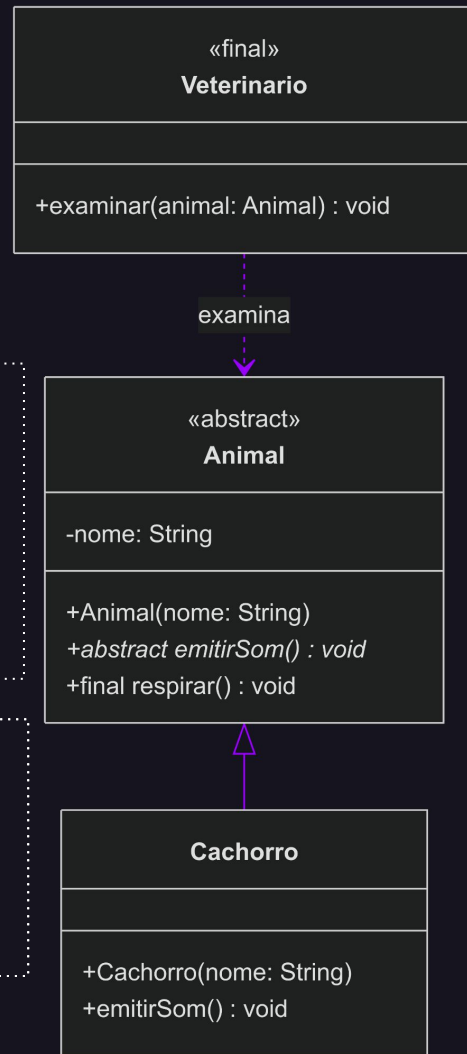 «final»
Veterinario
+examinar(animal: Animal) : void
examina
«abstract»
Animal
-nome: String
+Animal(nome: String)
+abstract emitirSom() : void
+final respirar() : void
Cachorro
+Cachorro(nome: String)
+emitirSom() : void